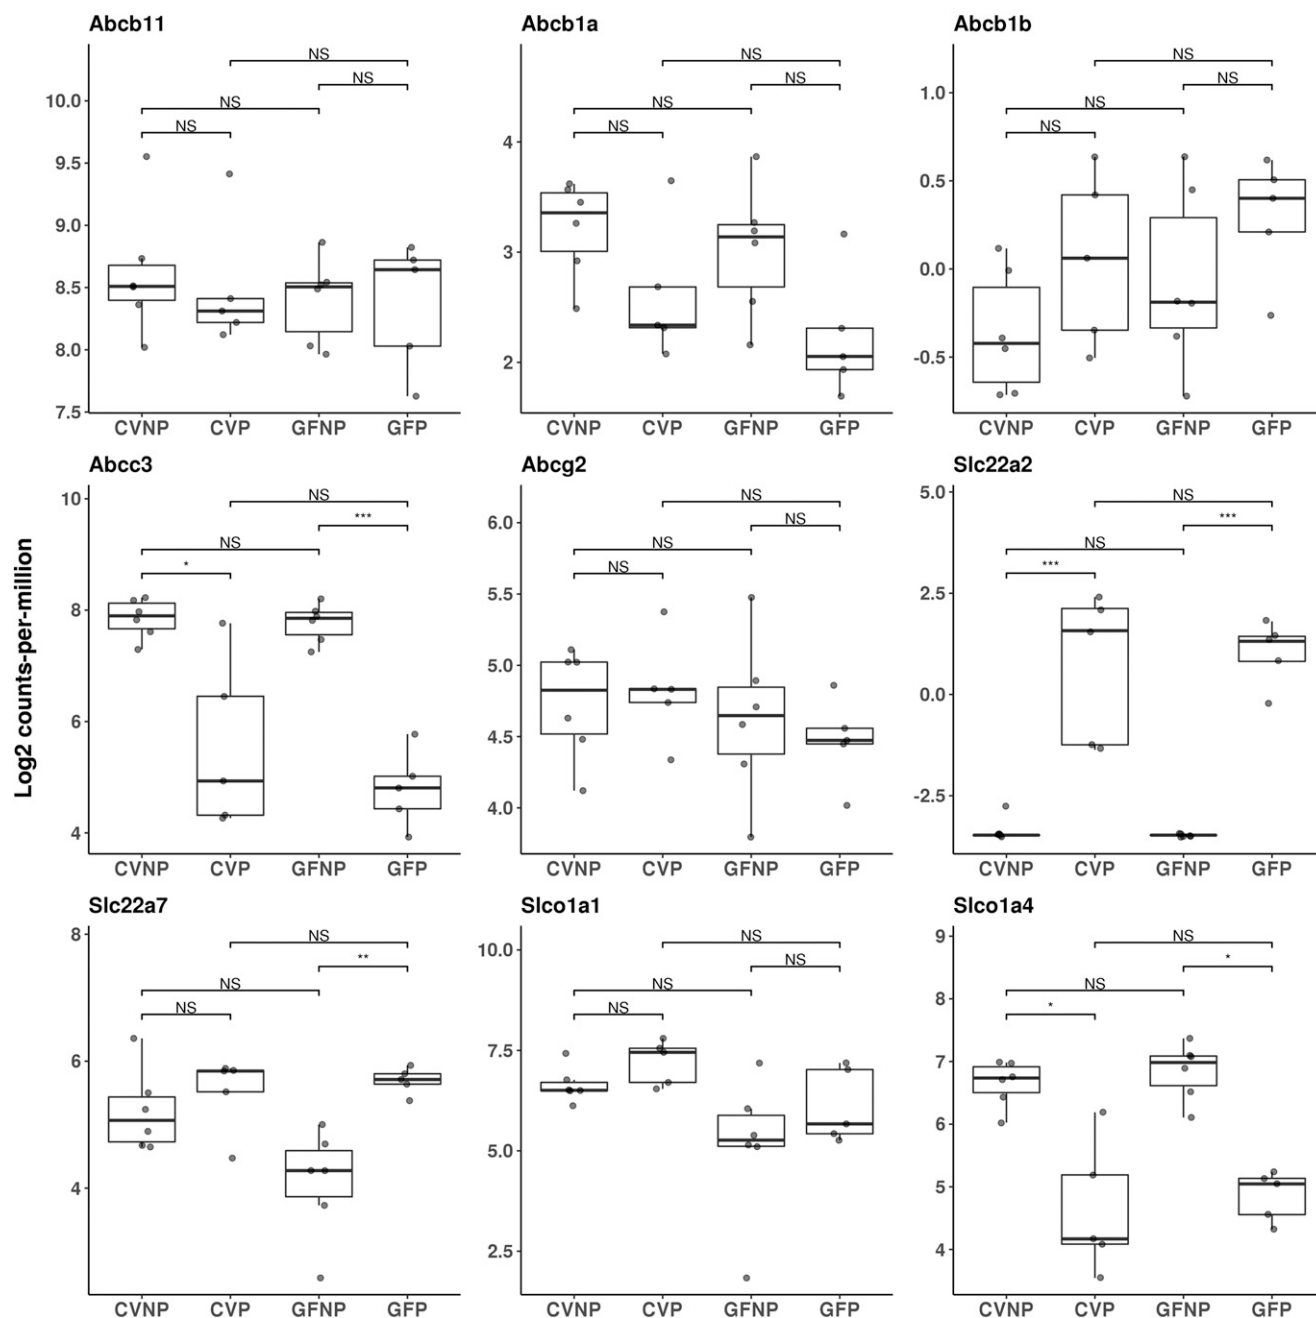 Abcb11
Abcb1a
Abcb1b
NS
NS
NS
NS
NS
NS
NS
NS
NS
NS
NS
NS
10.0
9.5
9.0
8.5
8.0
7.5
4
3
2
1.0
0.5
0.0
-0.5
CVNP CVP GFNP GFP
CVNP CVP GFNP GFP
CVNP CVP GFNP GFP
Log2 counts-per-million
Abcc3
Abcg2
Slc22a2
NS
***
NS
*
NS
NS
NS
NS
NS
***
NS
***
10
8
6
4
6.0
5.5
5.0
4.5
4.0
5.0
2.5
0.0
-2.5
CVNP CVP GFNP GFP
CVNP CVP GFNP GFP
CVNP CVP GFNP GFP
Slc22a7
Slco1a1
Slco1a4
NS
**
NS
NS
NS
NS
NS
NS
NS
*
NS
*
8
6
4
10.0
7.5
5.0
2.5
9
8
7
6
5
4
CVNP CVP GFNP GFP
CVNP CVP GFNP GFP
CVNP CVP GFNP GFP